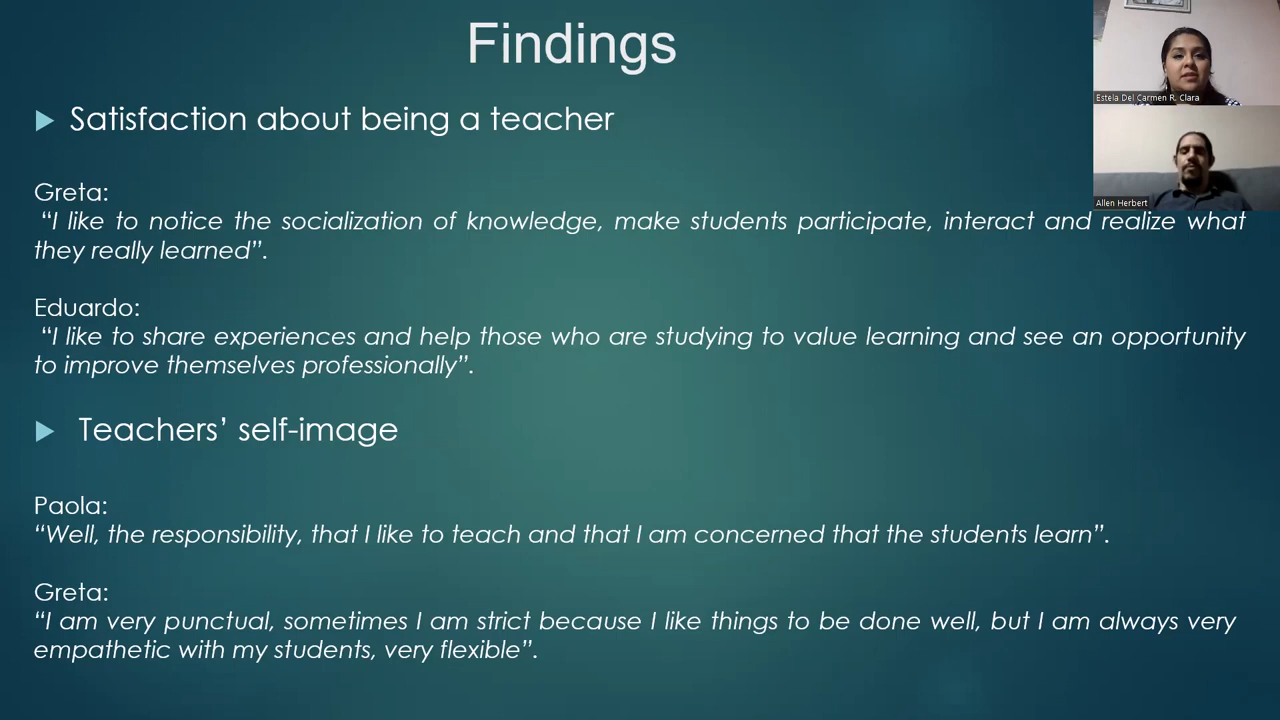 Findings
Satisfaction about being a teacher
Greta:
“I like to notice the socialization of knowledge, make students participate, interact and realize what
they really learned”.
Eduardo:
“I like to share experiences and help those who are studying to value learning and see an opportunity
to improve themselves professionally”.
Teachers’ self-image
Paola:
“Well, the responsibility, that I like to teach and that I am concerned that the students learn”.
Greta:
“I am very punctual, sometimes I am strict because I like things to be done well, but I am always very
empathetic with my students, very flexible”.
Estela Del Carmen R. Clara
Allen Herbert